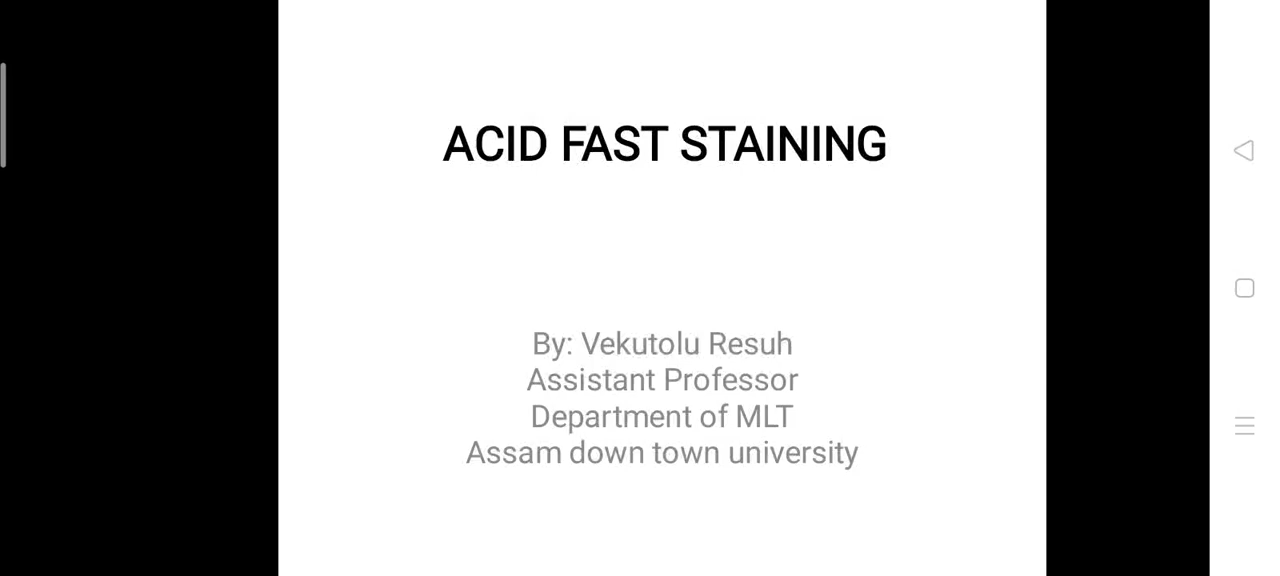 ACID FAST STAINING
By: Vekutolu Resuh
Assistant Professor
Department of MLT
Assam down town university